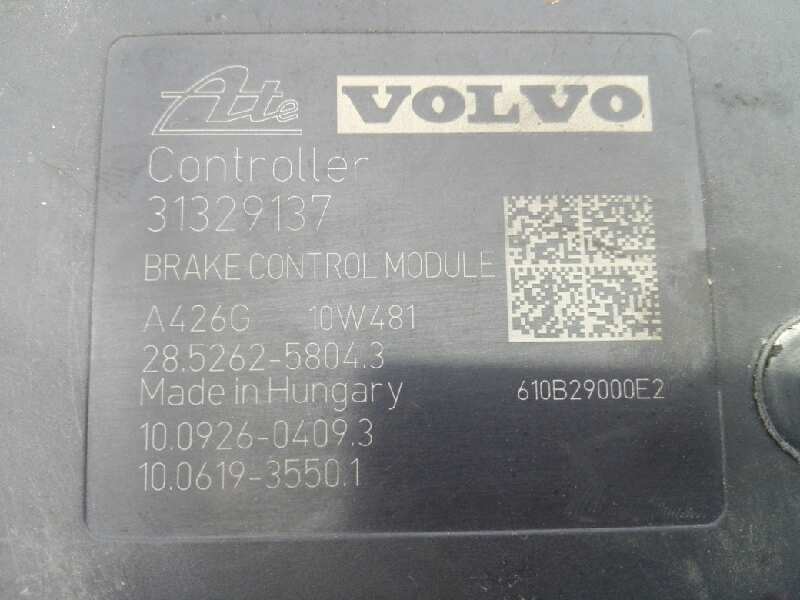 Ate VOLVO
Controller
31329137
BRAKE CONTROL MODULE
A426G 10W481
28.5262-5804.3
Made in Hungary 610B29000E2
10.0926-0409.3
10.0619-3550.1